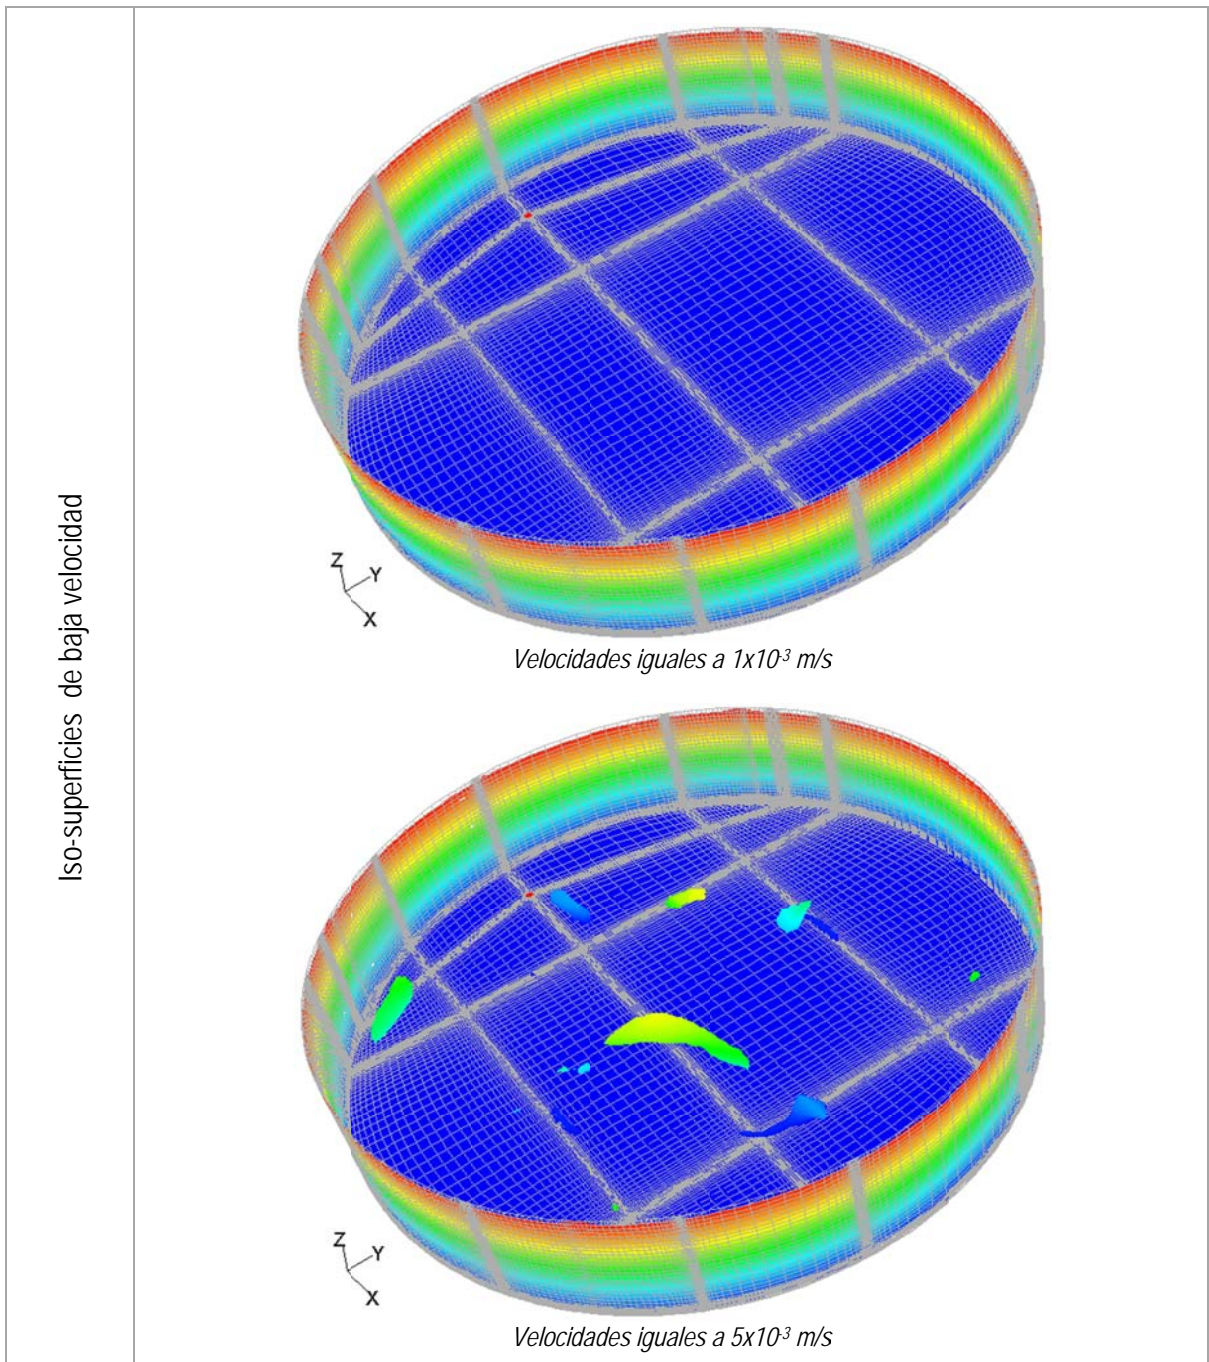 Iso-superficies de baja velocidad
Z
Y
X
Velocidades iguales a 1x10-3 m/s
Z
Y
X
Velocidades iguales a 5x10-3 m/s